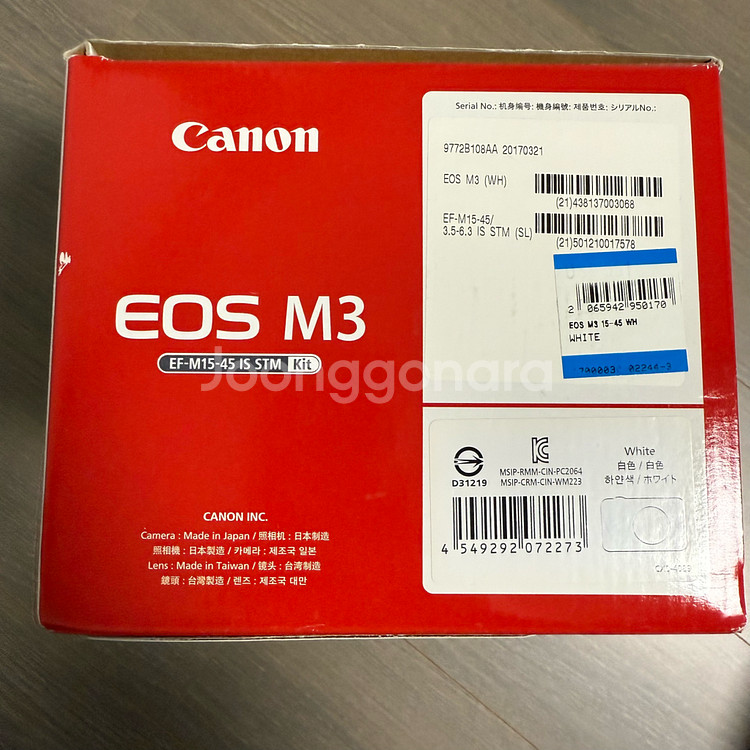 Canon
EOS M3
EF-M15-45 IS STM Kit
Joonggonara
CANON INC.
Camera : Made in Japan / 照相机 : 日本制造
照相機 : 日本製造 / 카메라 : 제조국 일본
Lens : Made in Taiwan / 镜头 : 台湾制造
鏡頭 : 台灣製造 / 렌즈 : 제조국 대만
Serial No.: 机身编号: 機身編號: 제품번호: シリアルNo.:
9772B108AA 20170321
EOS M3 (WH)
(21)438137003068
EF-M15-45/
3.5-6.3 IS STM (SL)
(21)501210017578
2 065942 950170
EOS M3 15-45 WH
WHITE
02246-3
D31219
MSIP-RMM-CIN-PC2064
MSIP-CRM-CIN-WM223
White
白色 / 白色
하얀색 / ホワイト
4 549292 072273